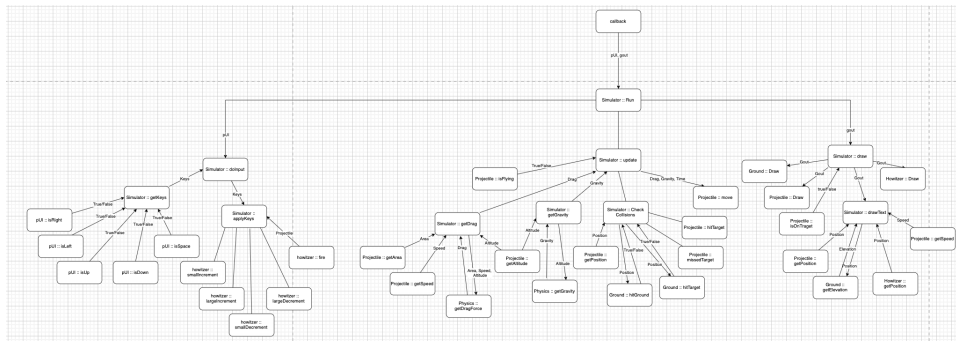 callback
pUI, gout
Simulator :: Run
pUI
gout
Simulator :: doInput
Keys
Keys
Simulator :: getKeys
True/False
True/False
True/False
True/False
True/False
pUI :: isRight
pUI :: isLeft
pUI :: isUp
pUI :: isDown
pUI :: isSpace
Simulator ::
applyKeys
Projectile
howitzer :: fire
howitzer ::
smallIncrement
howitzer ::
largeIncrement
howitzer ::
smallDecrement
howitzer ::
largeDecrement
Simulator :: update
True/False
Projectile :: isFlying
Drag
Gravity
Drag, Gravity, Time
Projectile :: move
Simulator :: getDrag
Area
Speed
Drag
Altitude
Area, Speed,
Altitude
Projectile :: getArea
Projectile :: getSpeed
Physics ::
getDragForce
Simulator ::
getGravity
Altitude
Gravity
Altitude
Projectile ::
getAltitude
Physics :: getGravity
Simulator :: Check
Collisions
Position
True/False
True/False
Position
Position
Projectile ::
getPosition
Ground :: hitGround
Ground :: hitTarget
Projectile :: hitTarget
Projectile ::
missedTarget
Simulator :: draw
Gout
Gout
Gout
Gout
True/False
Ground :: Draw
Projectile :: Draw
Howitzer :: Draw
Projectile ::
isOnTraget
Simulator :: drawText
Speed
Position
Elevation
Position
Position
Projectile :: getSpeed
Projectile ::
getPosition
Ground ::
getElevation
Howitzer ::
getPosition